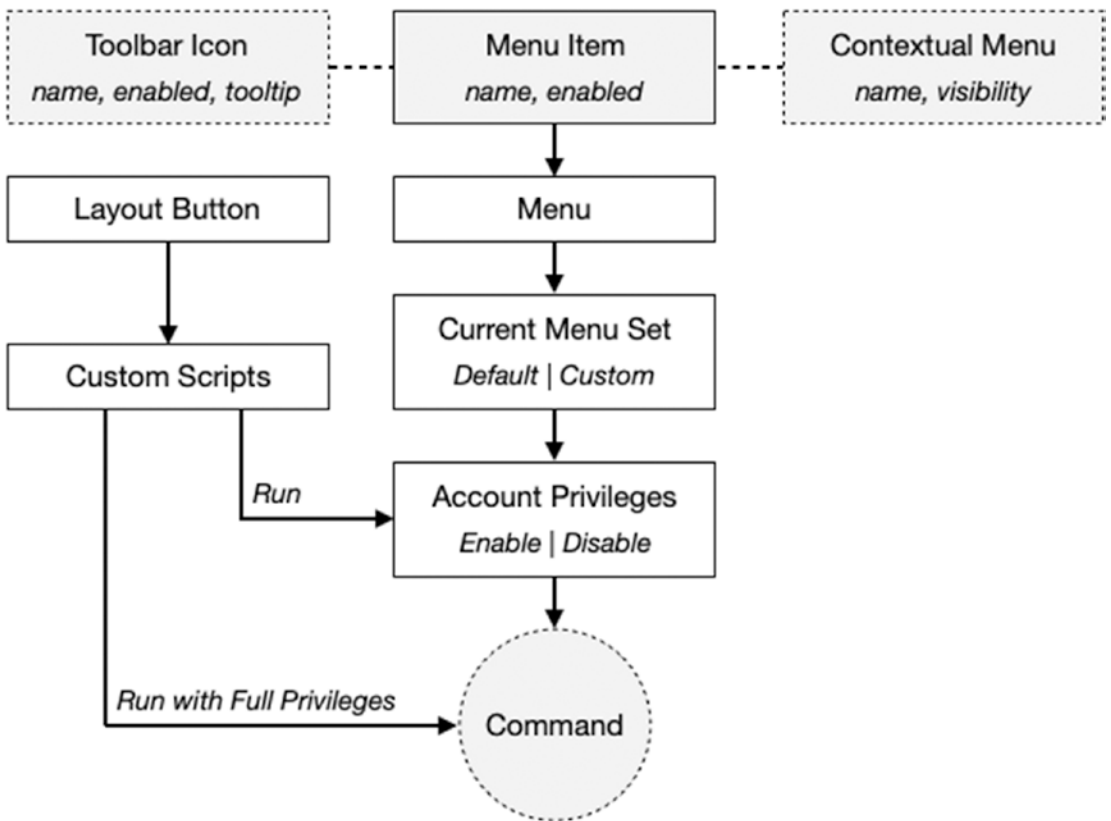 Toolbar Icon
name, enabled, tooltip
Menu Item
name, enabled
Contextual Menu
name, visibility
Layout Button
Menu
Custom Scripts
Current Menu Set
Default | Custom
Run
Account Privileges
Enable | Disable
Run with Full Privileges
Command